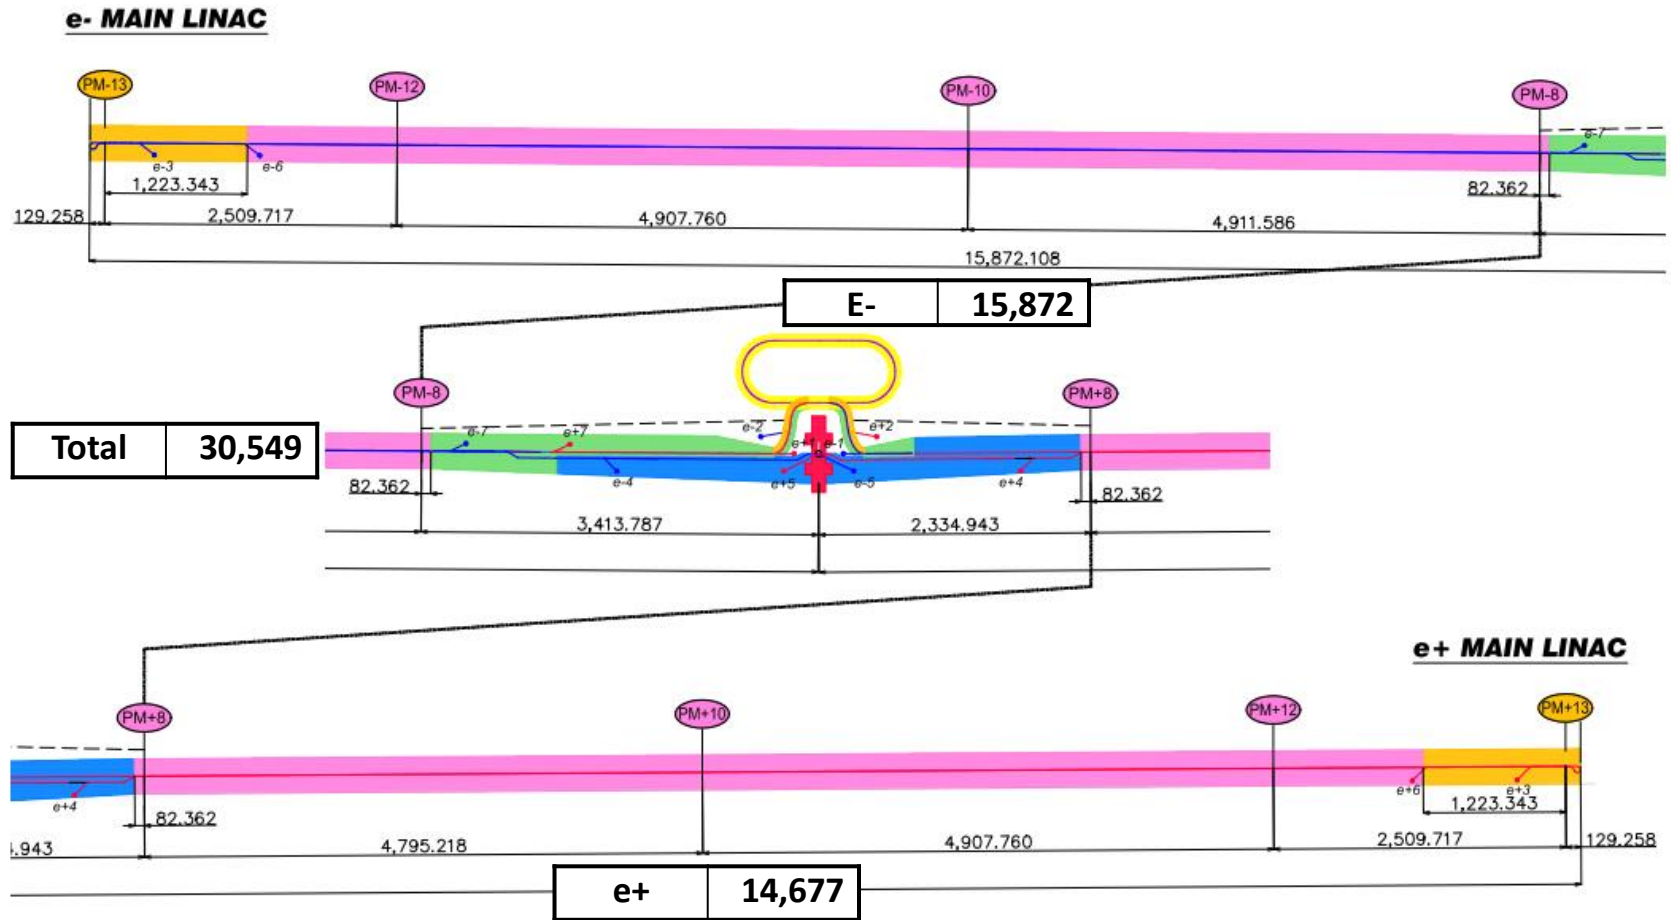 e- MAIN LINAC
PM-13 PM-12 PM-10 PM-8
e-3 e-6 e-7
1,223.343 82.362
129.258 2,509.717 4,907.760 4,911.586
15,872.108
E- 15,872
PM-8 PM+8
Total 30,549
e-7 e+7 e-2 e+1 e-1 e+2
e-4 e+5 e-5 e+4
82.362 82.362
3,413.787 2,334.943
e+ MAIN LINAC
PM+8 PM+10 PM+12 PM+13
e+4 e+6 e+3
82.362 1,223.343
.943 4,795.218 4,907.760 2,509.717 129.258
e+ 14,677